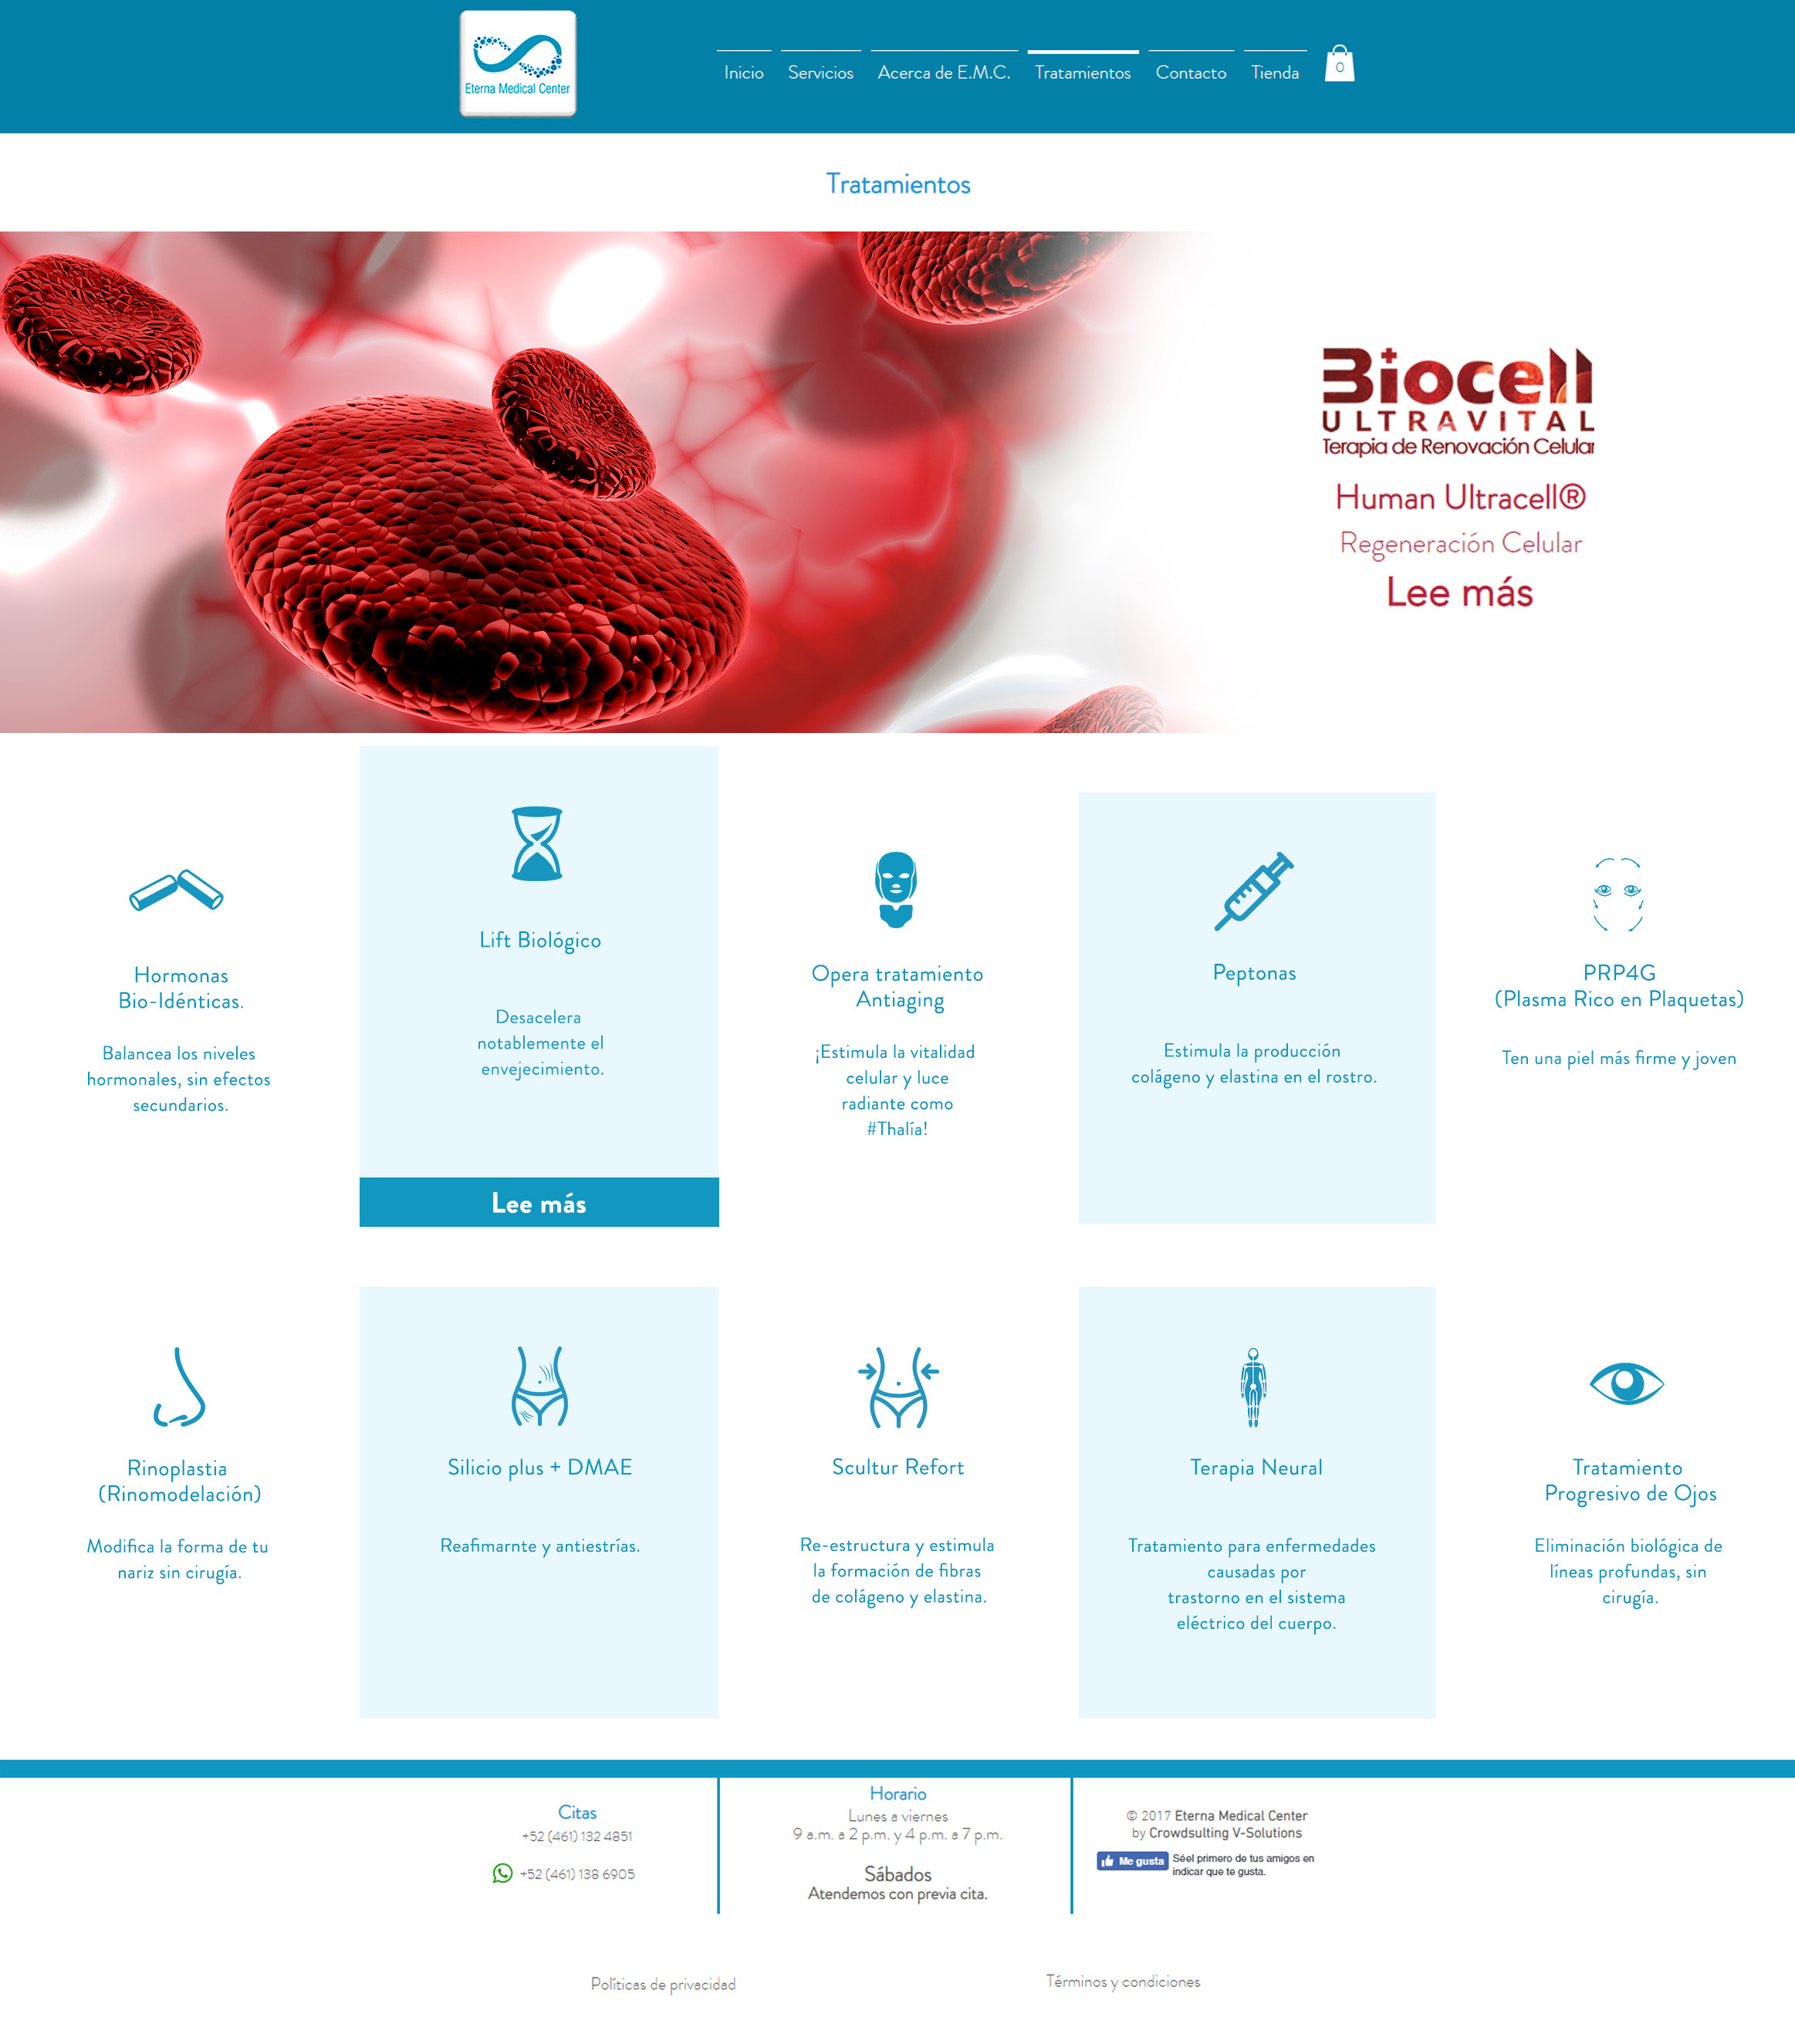 Eterna Medical Center
Inicio
Servicios
Acerca de E.M.C.
Tratamientos
Contacto
Tienda
0
Tratamientos
Biocell
ULTRAVITAL
Terapia de Renovación Celular
Human Ultracell®
Regeneración Celular
Lee más
Hormonas
Bio-Idénticas.
Balancea los niveles
hormonales, sin efectos
secundarios.
Lift Biológico
Desacelera
notablemente el
envejecimiento.
Lee más
Opera tratamiento
Antiaging
¡Estimula la vitalidad
celular y luce
radiante como
#Thalía!
Peptonas
Estimula la producción
colágeno y elastina en el rostro.
PRP4G
(Plasma Rico en Plaquetas)
Ten una piel más firme y joven
Rinoplastia
(Rinomodelación)
Modifica la forma de tu
nariz sin cirugía.
Silicio plus + DMAE
Reafimarnte y antiestrías.
Scultur Refort
Re-estructura y estimula
la formación de fibras
de colágeno y elastina.
Terapia Neural
Tratamiento para enfermedades
causadas por
trastorno en el sistema
eléctrico del cuerpo.
Tratamiento
Progresivo de Ojos
Eliminación biológica de
líneas profundas, sin
cirugía.
Citas
+52 (461) 132 4851
+52 (461) 138 6905
Horario
Lunes a viernes
9 a.m. a 2 p.m. y 4 p.m. a 7 p.m.
Sábados
Atendemos con previa cita.
© 2017 Eterna Medical Center
by Crowdsulting V-Solutions
Me gusta
Séel primero de tus amigos en
indicar que te gusta.
Políticas de privacidad
Términos y condiciones